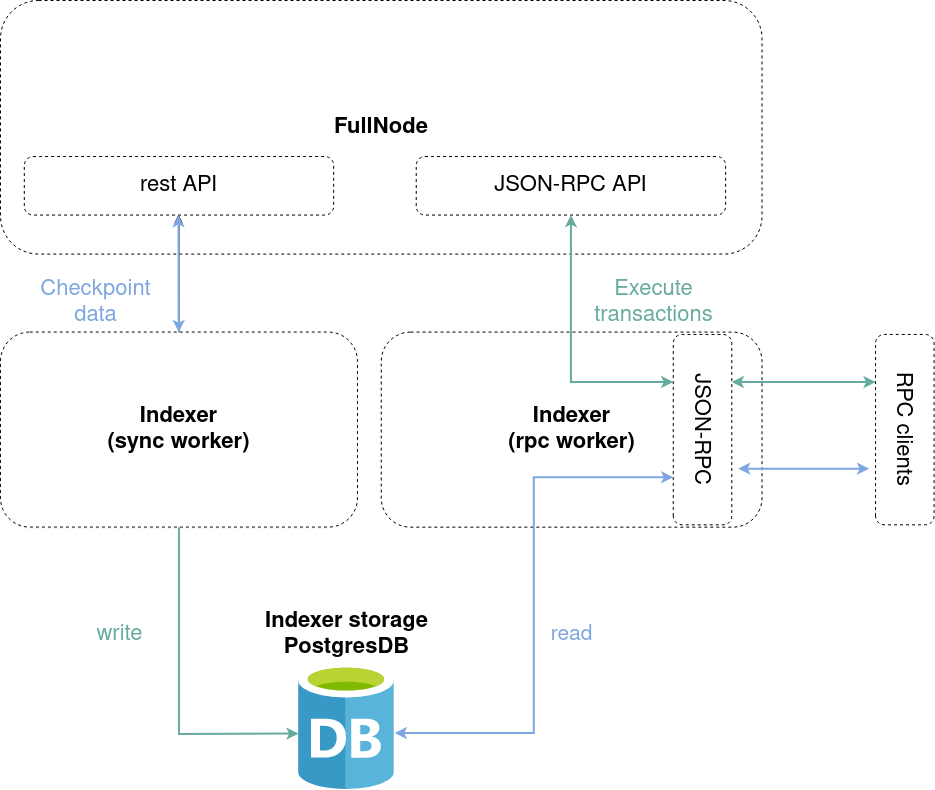 FullNode
rest API
JSON-RPC API
Checkpoint
data
Execute
transactions
Indexer
(sync worker)
Indexer
(rpc worker)
JSON-RPC
RPC clients
write
Indexer storage
PostgresDB
read
DB